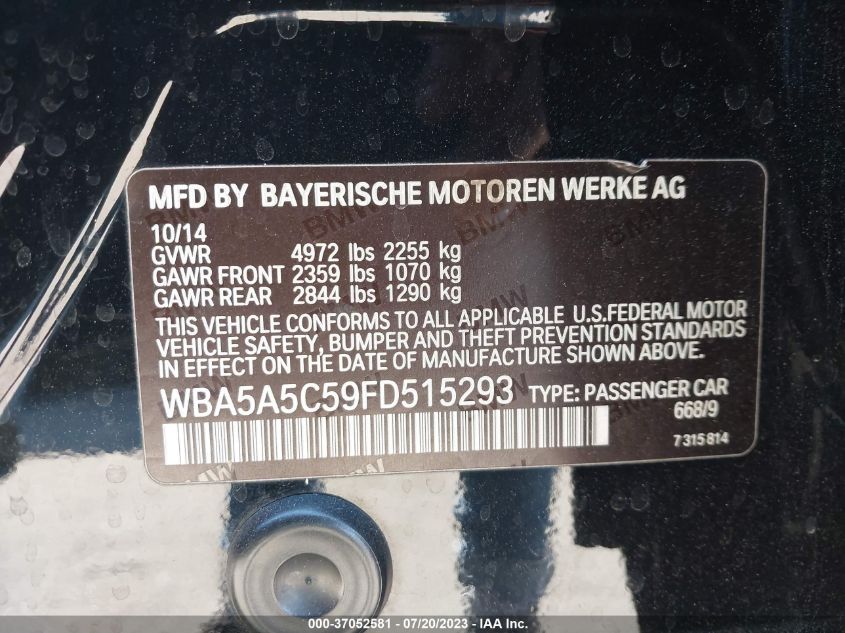 MFD BY BAYERISCHE MOTOREN WERKE AG
10/14
GVWR 4972 lbs 2255 kg
GAWR FRONT 2359 lbs 1070 kg
GAWR REAR 2844 lbs 1290 kg
THIS VEHICLE CONFORMS TO ALL APPLICABLE U.S.FEDERAL MOTOR
VEHICLE SAFETY, BUMPER AND THEFT PREVENTION STANDARDS
IN EFFECT ON THE DATE OF MANUFACTURE SHOWN ABOVE.
WBA5A5C59FD515293 TYPE: PASSENGER CAR
668/9
7315814
000-37052581 / 07/20/2023 - IAA Inc.